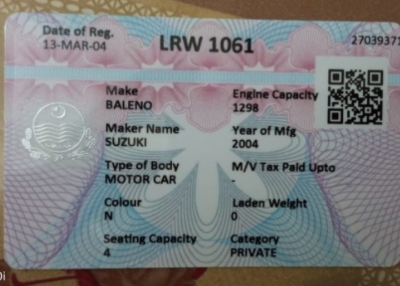 Date of Reg.
13-MAR-04
LRW 1061
2703937
Make
BALENO
Engine Capacity
1298
Maker Name
SUZUKI
Year of Mfg
2004
Type of Body
MOTOR CAR
M/V Tax Paid Upto
-
Colour
N
Laden Weight
0
Seating Capacity
4
Category
PRIVATE